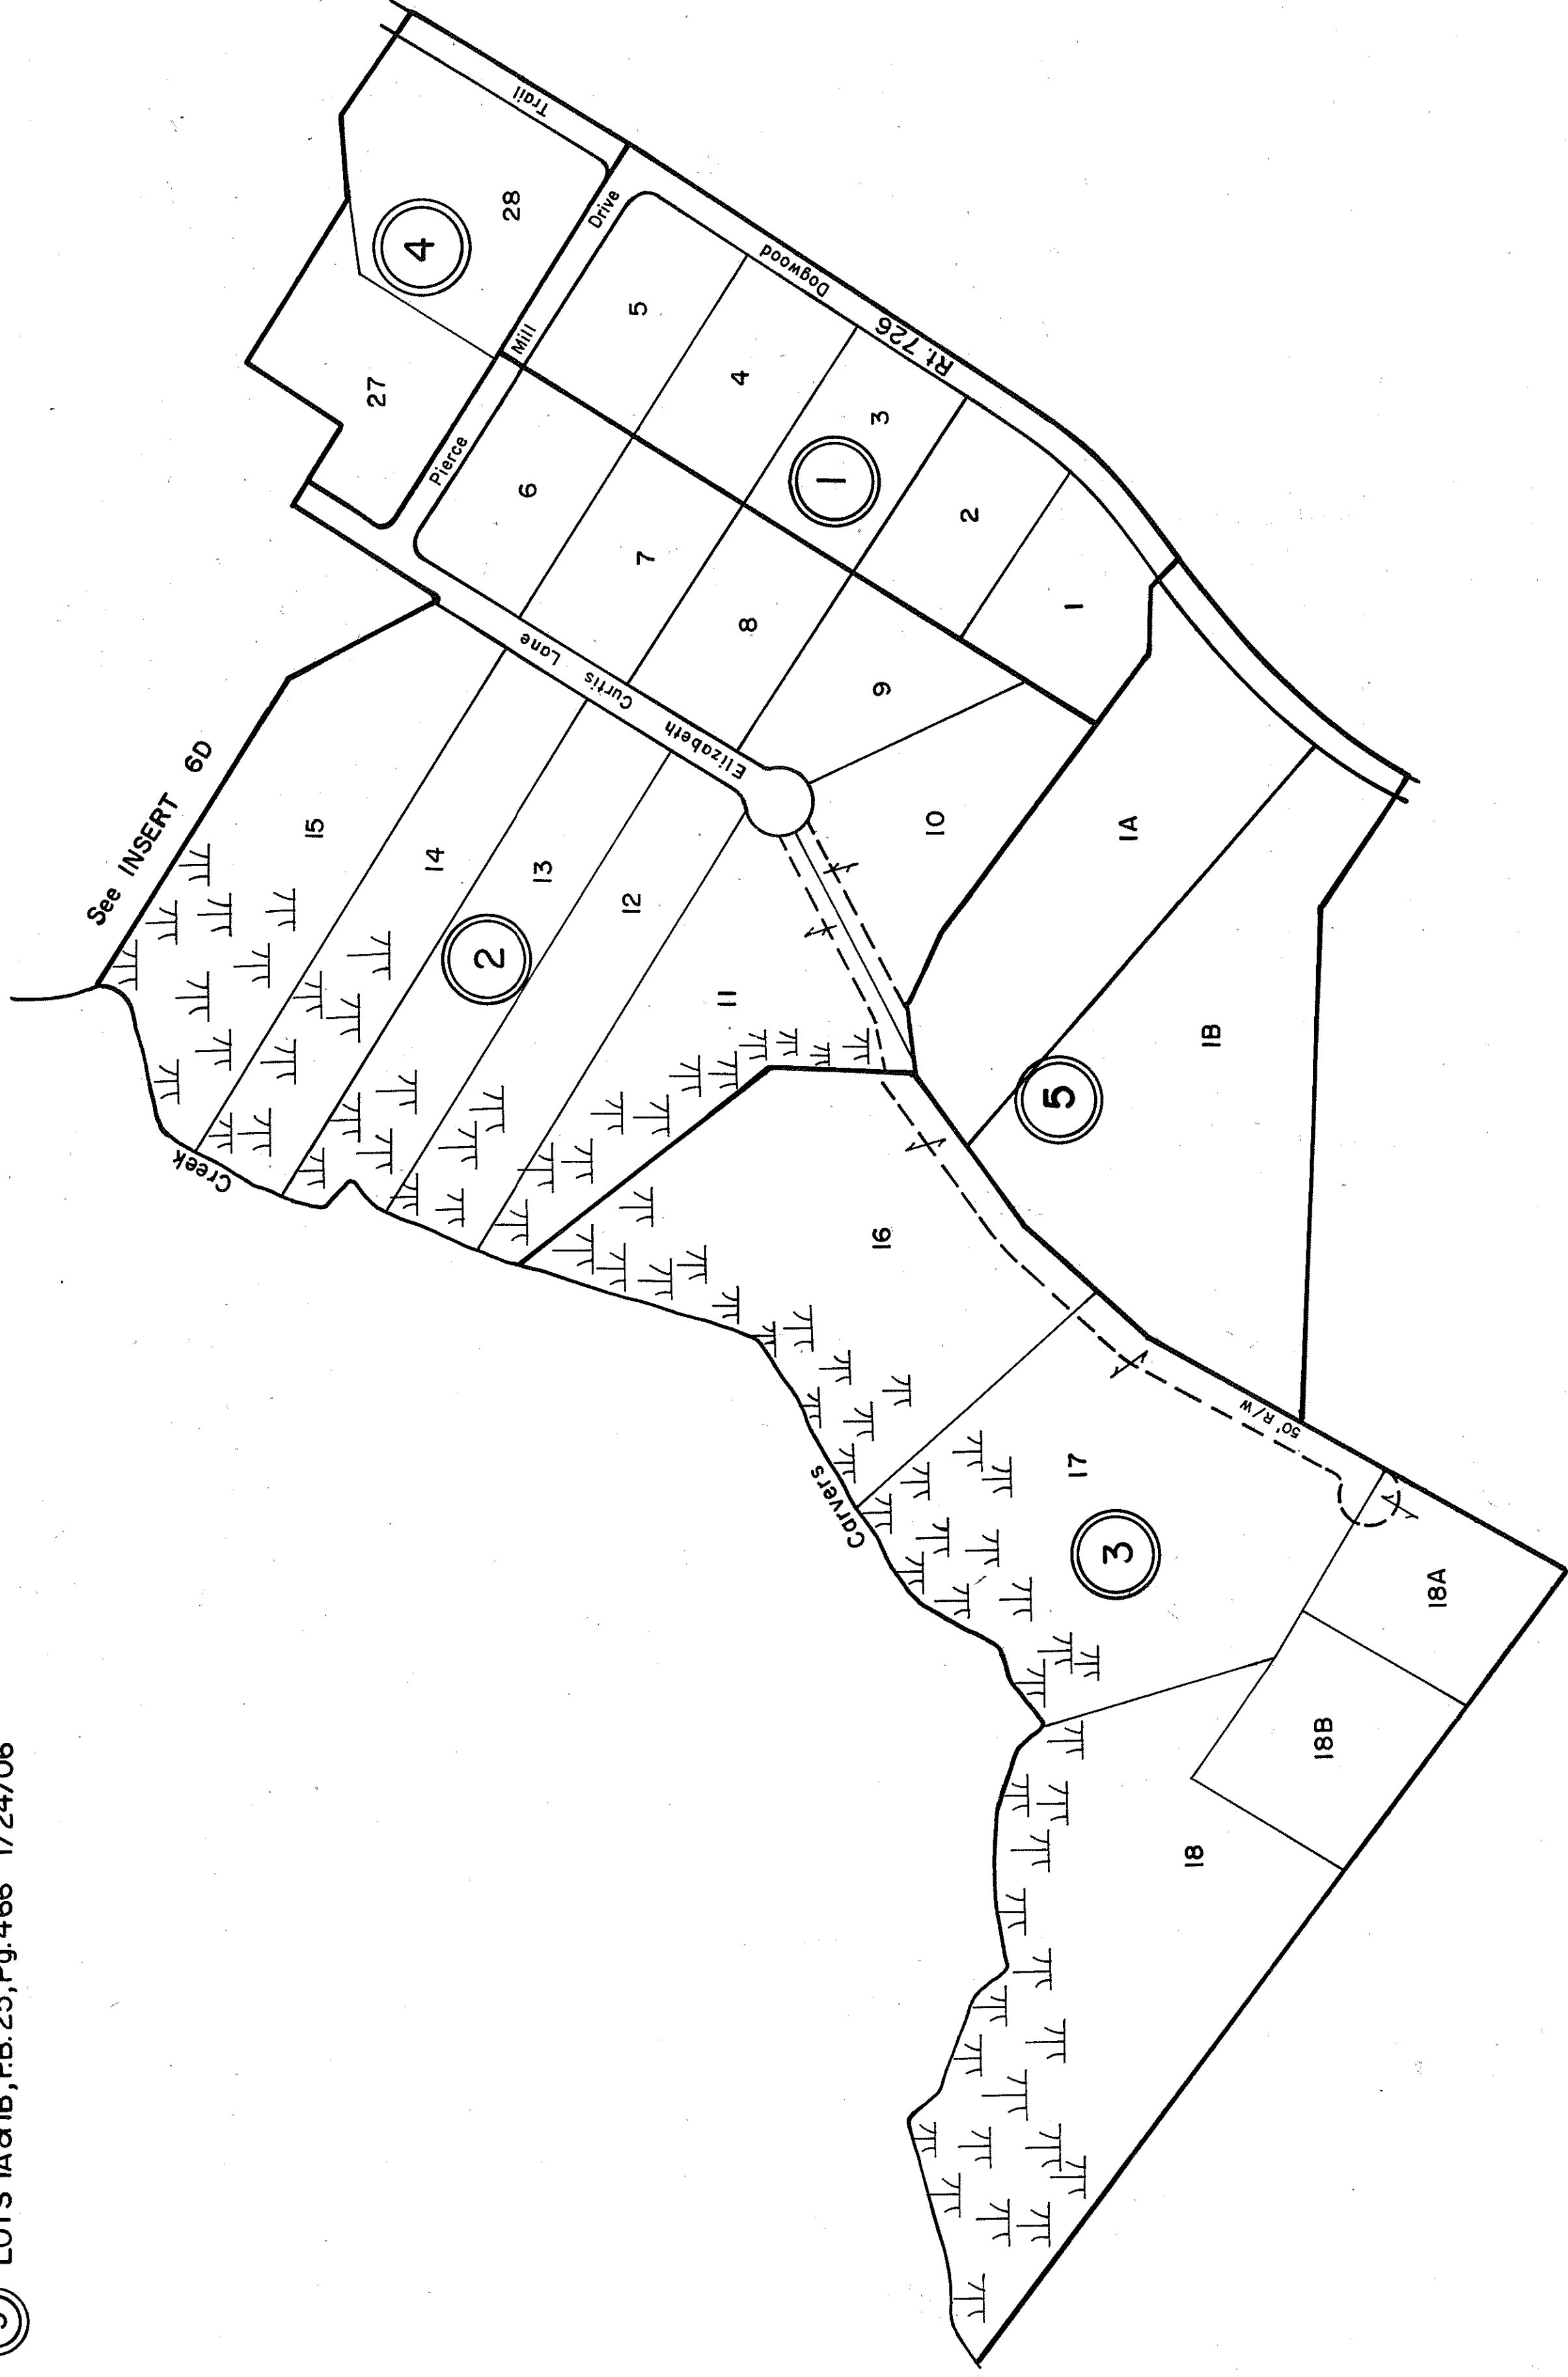 5 LOTS 1A&1B, P.B. 25, Pg. 466 1/24/06
See INSERT 6D
Creek
Carvers
15
14
13
12
11
2
Elizabeth Curtis Lane
Pierce Mill Drive
Dogwood Trail
Rt. 726
27
28
4
5
4
3
2
1
1
6
7
8
9
10
1A
1B
5
16
17
3
50' R/W
18
18A
18B